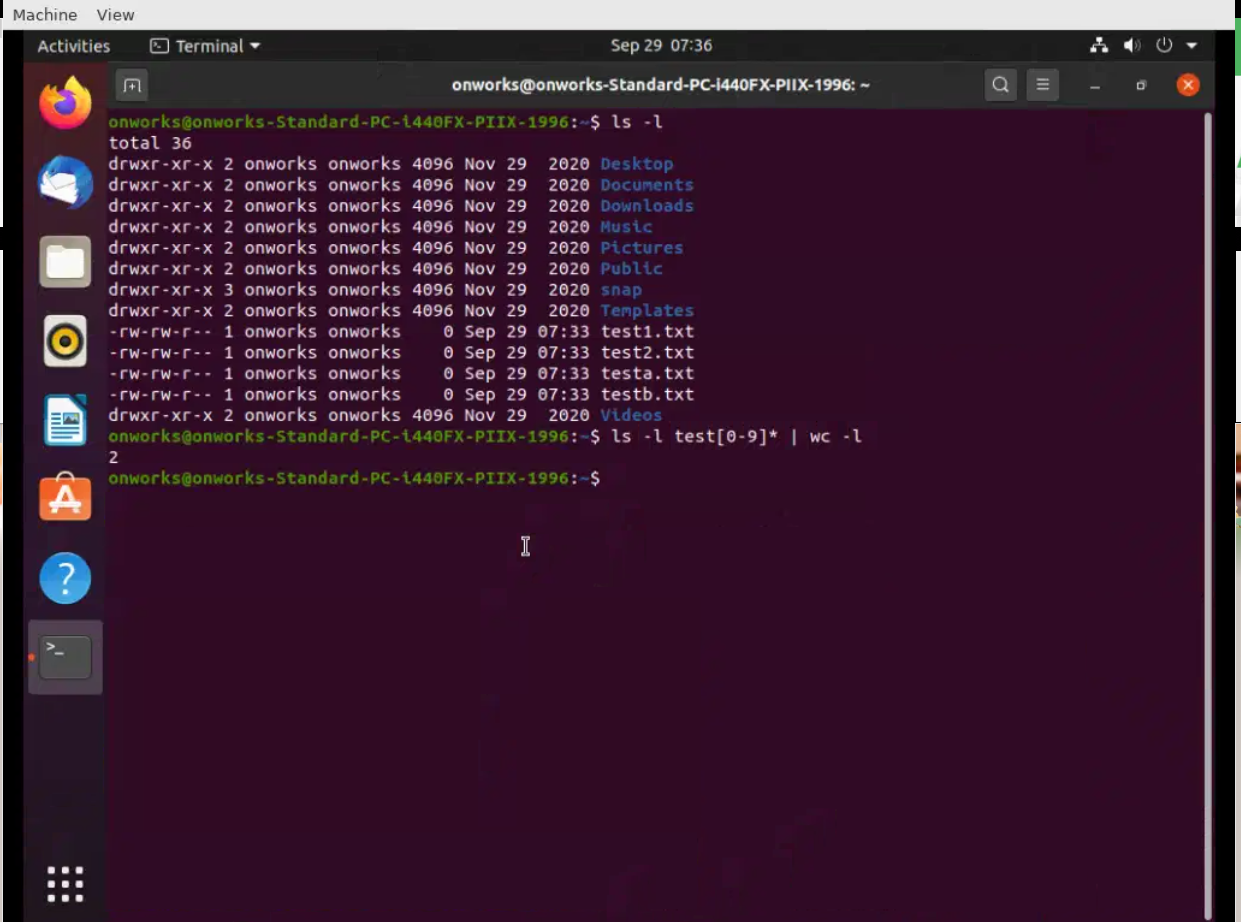 Machine View
Activities Terminal Sep 29 07:36
onworks@onworks-Standard-PC-i440FX-PIIX-1996: ~
onworks@onworks-Standard-PC-i440FX-PIIX-1996:~$ ls -l
total 36
drwxr-xr-x 2 onworks onworks 4096 Nov 29  2020 Desktop
drwxr-xr-x 2 onworks onworks 4096 Nov 29  2020 Documents
drwxr-xr-x 2 onworks onworks 4096 Nov 29  2020 Downloads
drwxr-xr-x 2 onworks onworks 4096 Nov 29  2020 Music
drwxr-xr-x 2 onworks onworks 4096 Nov 29  2020 Pictures
drwxr-xr-x 2 onworks onworks 4096 Nov 29  2020 Public
drwxr-xr-x 3 onworks onworks 4096 Nov 29  2020 snap
drwxr-xr-x 2 onworks onworks 4096 Nov 29  2020 Templates
-rw-rw-r-- 1 onworks onworks    0 Sep 29 07:33 test1.txt
-rw-rw-r-- 1 onworks onworks    0 Sep 29 07:33 test2.txt
-rw-rw-r-- 1 onworks onworks    0 Sep 29 07:33 testa.txt
-rw-rw-r-- 1 onworks onworks    0 Sep 29 07:33 testb.txt
drwxr-xr-x 2 onworks onworks 4096 Nov 29  2020 Videos
onworks@onworks-Standard-PC-i440FX-PIIX-1996:~$ ls -l test[0-9]* | wc -l
2
onworks@onworks-Standard-PC-i440FX-PIIX-1996:~$